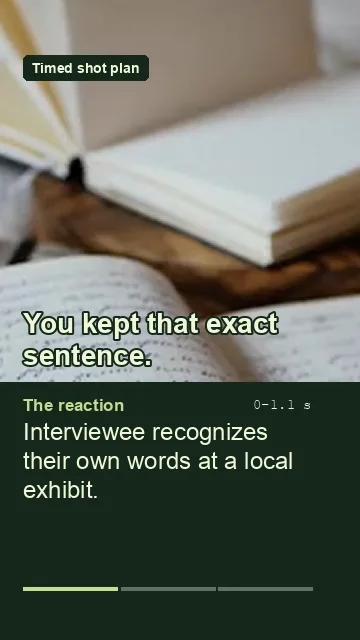 Timed shot plan
You kept that exact
sentence.
The reaction
0–1.1 s
Interviewee recognizes
their own words at a local
exhibit.